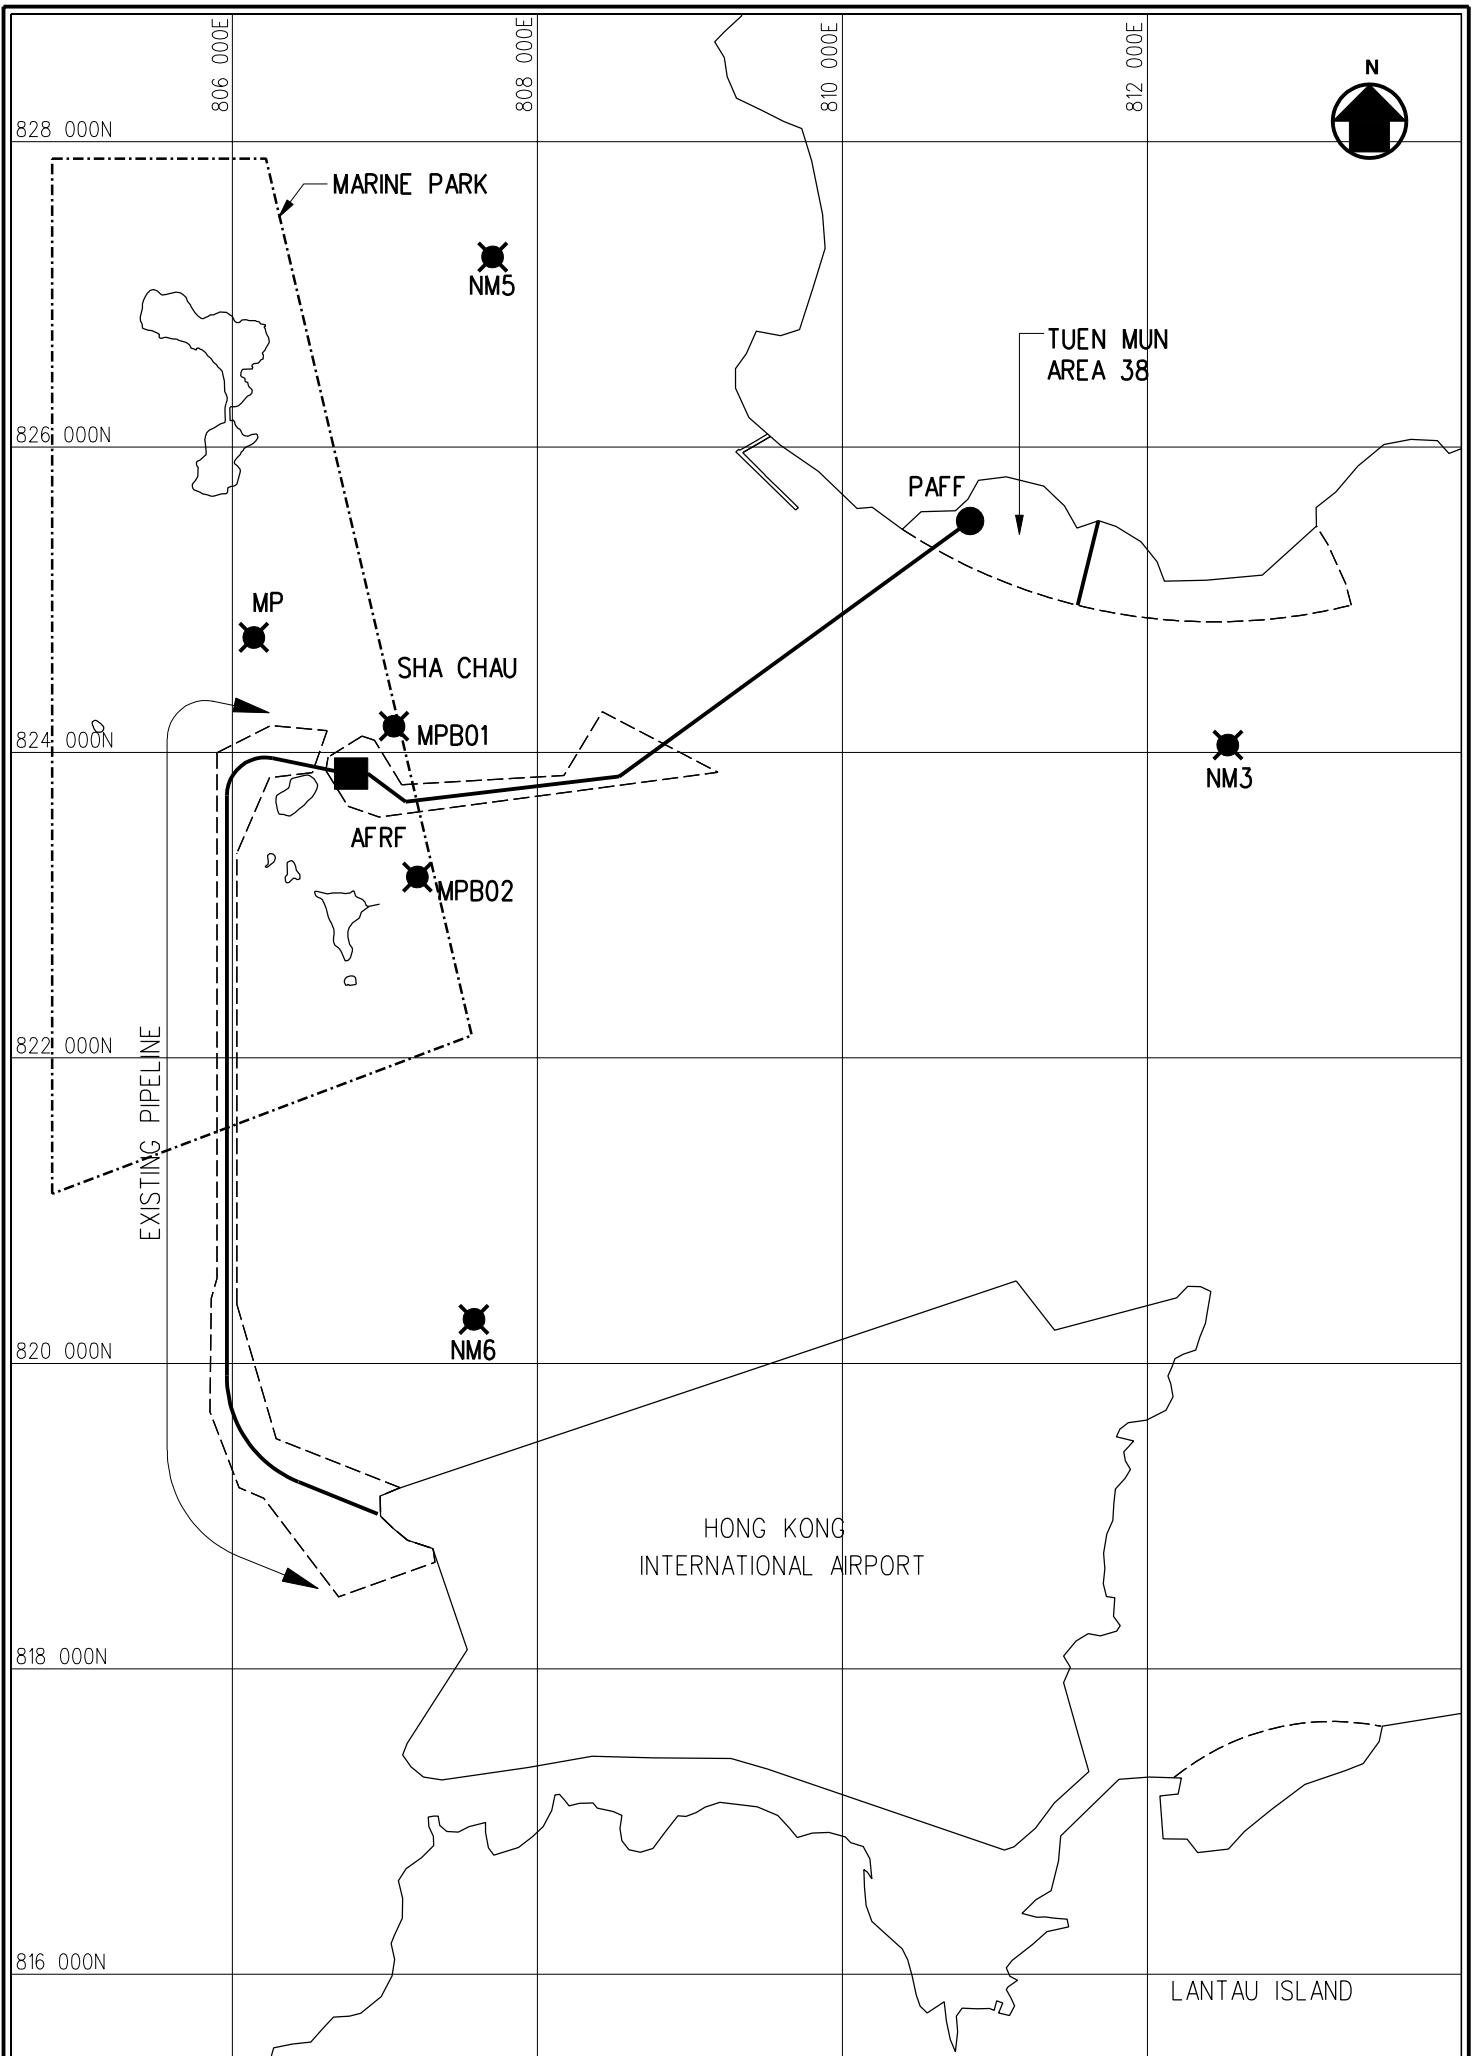 806 000E
808 000E
810 000E
812 000E
N
828 000N
MARINE PARK
NM5
TUEN MUN
AREA 38
826 000N
PAFF
MP
SHA CHAU
MPB01
824 000N
NM3
AFRF
MPB02
822 000N
EXISTING PIPELINE
NM6
820 000N
HONG KONG
INTERNATIONAL AIRPORT
818 000N
816 000N
LANTAU ISLAND